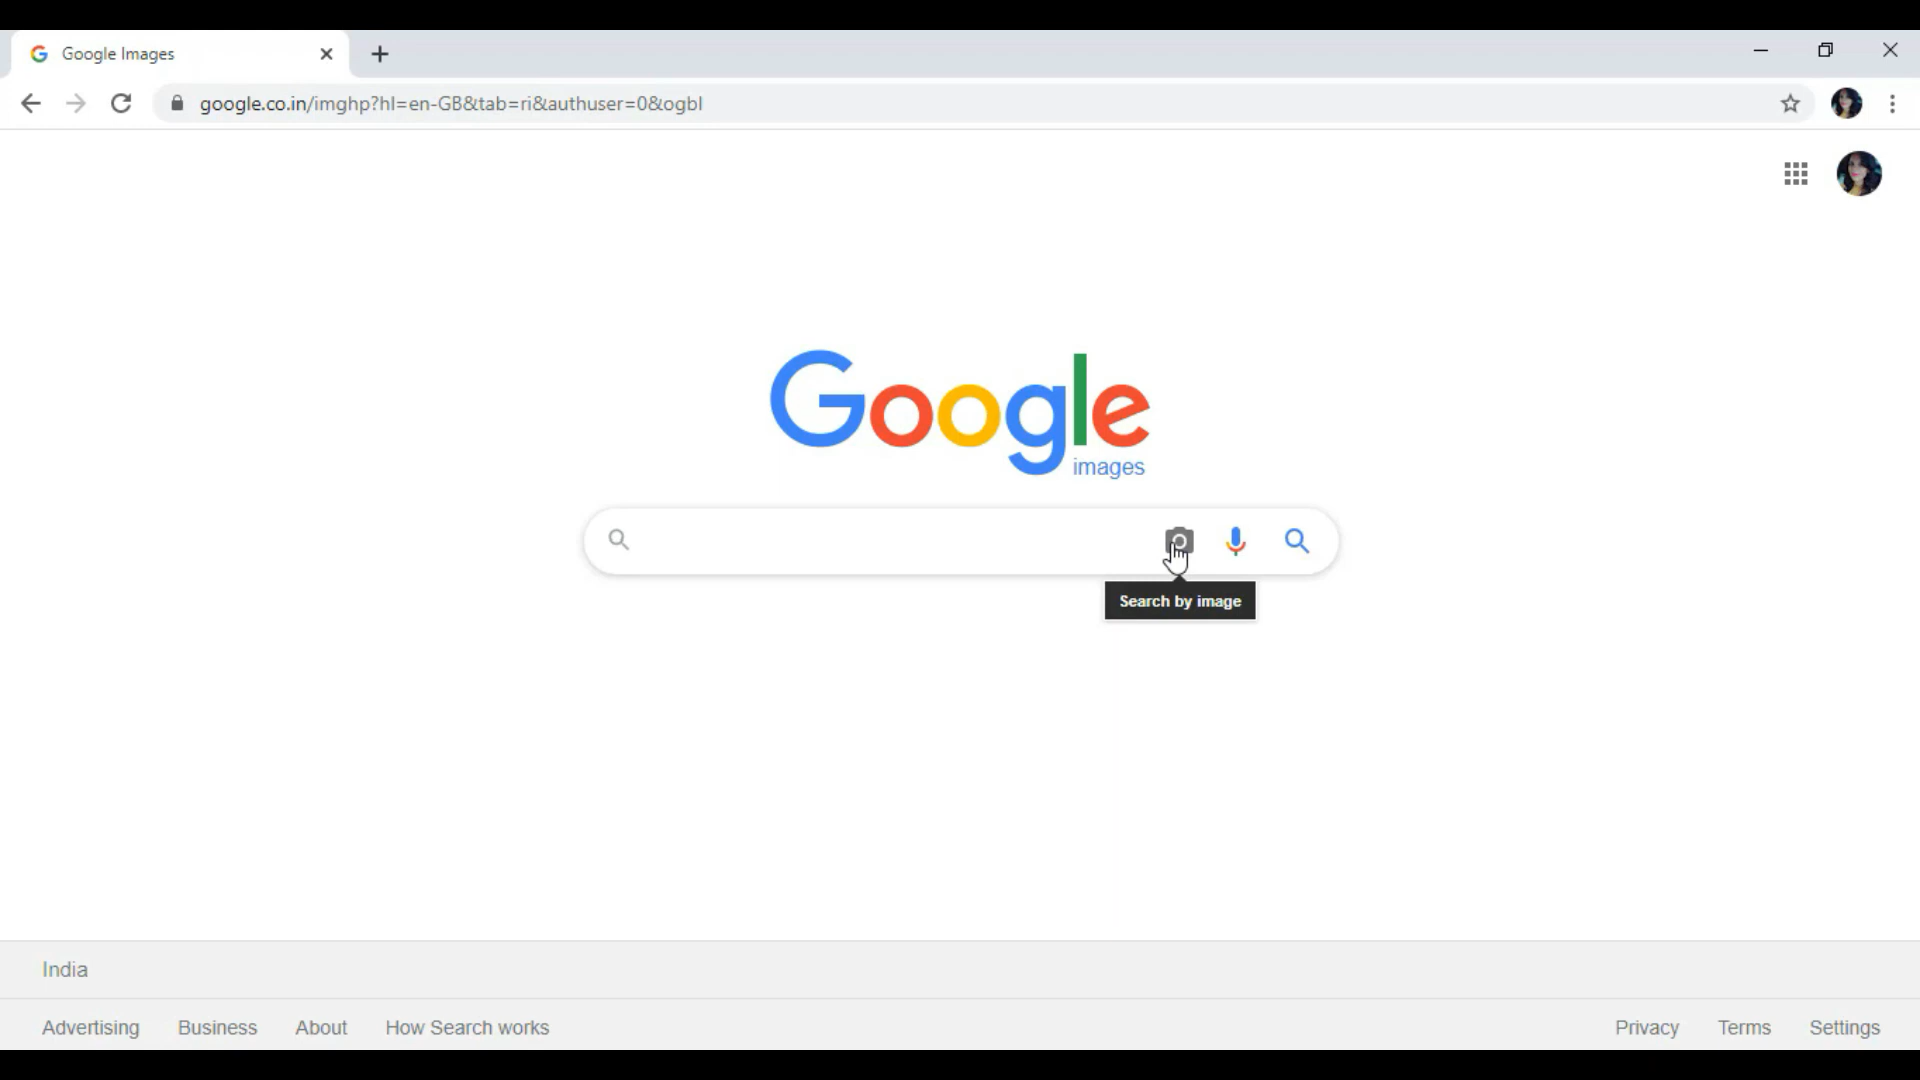 Google Images
google.co.in/imghp?hl=en-GB&tab=ri&authuser=0&ogbl
Google
images
Search by image
India
Advertising Business About How Search works Privacy Terms Settings